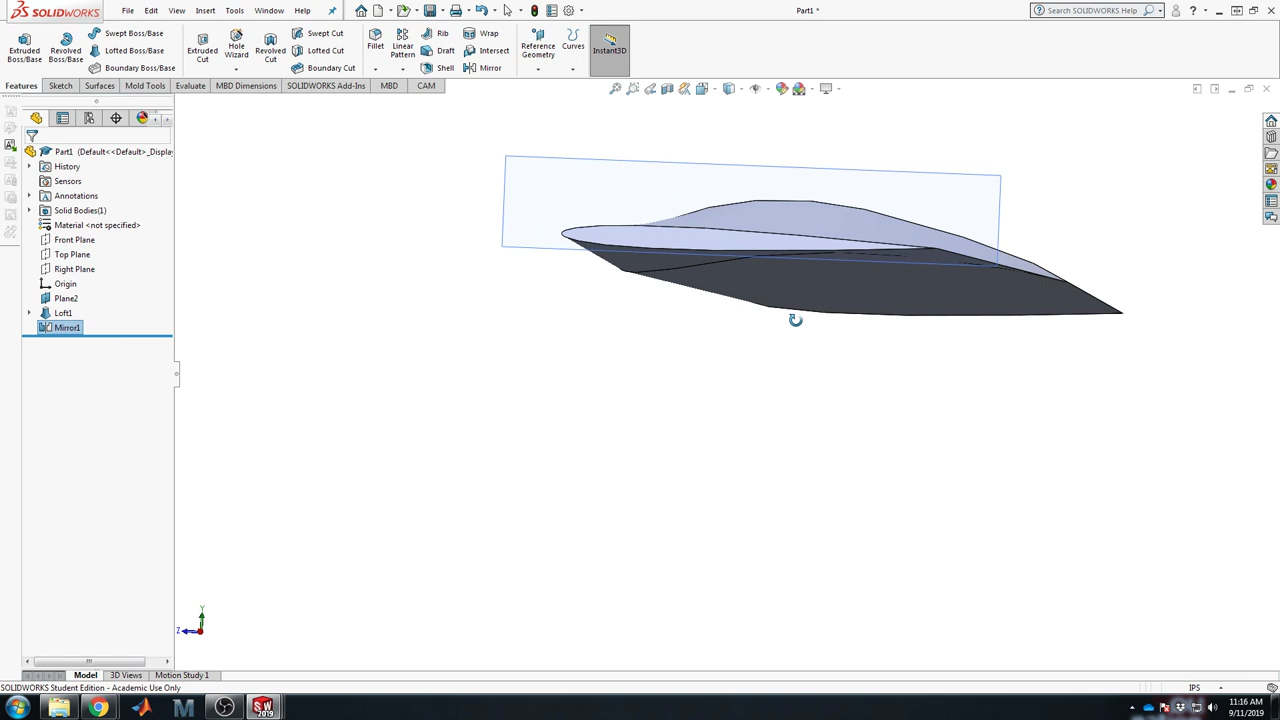 SOLIDWORKS File Edit View Insert Tools Window Help Part1 * Search SOLIDWORKS Help
Extruded Boss/Base
Revolved Boss/Base
Swept Boss/Base
Lofted Boss/Base
Boundary Boss/Base
Extruded Cut
Hole Wizard
Revolved Cut
Swept Cut
Lofted Cut
Boundary Cut
Fillet
Linear Pattern
Rib
Draft
Shell
Wrap
Intersect
Mirror
Reference Geometry
Curves
Instant3D
Features Sketch Surfaces Mold Tools Evaluate MBD Dimensions SOLIDWORKS Add-Ins MBD CAM
Part1 (Default<<Default>_Display
History
Sensors
Annotations
Solid Bodies(1)
Material <not specified>
Front Plane
Top Plane
Right Plane
Origin
Plane2
Loft1
Mirror1
Y
Z
Model 3D Views Motion Study 1
SOLIDWORKS Student Edition - Academic Use Only IPS
SW 2019
11:16 AM
9/11/2019